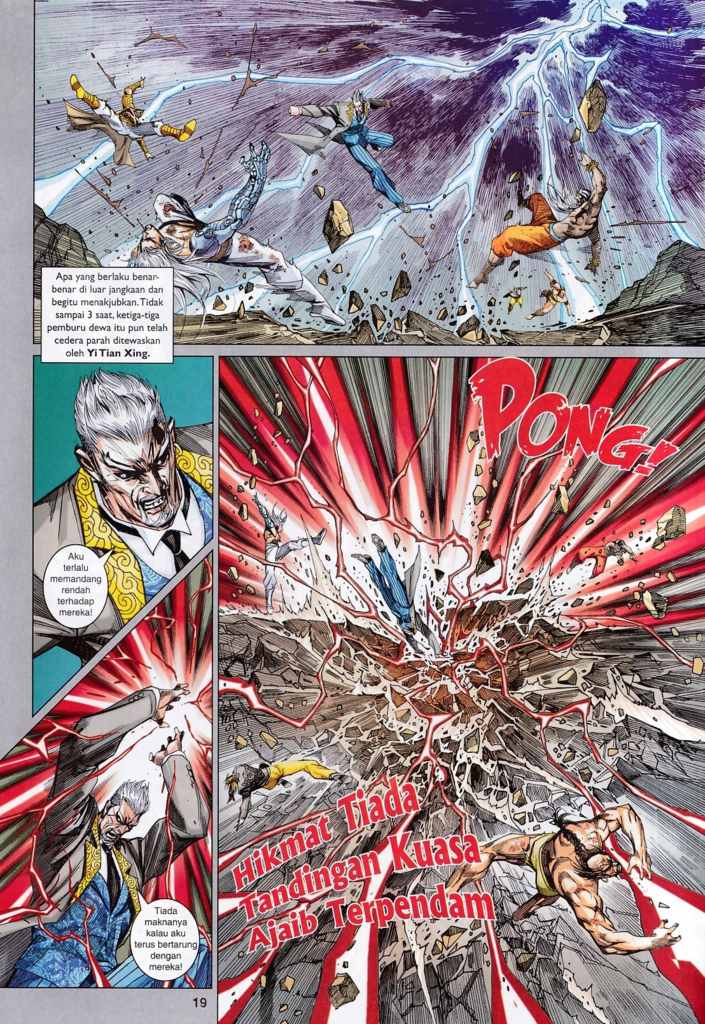 Apa yang berlaku benar-
benar di luar jangkaan dan
begitu menakjubkan. Tidak
sampai 3 saat, ketiga-tiga
pemburu dewa itu pun telah
cedera parah ditewaskan
oleh Yi Tian Xing.
PONG!
Aku
terlalu
memandang
rendah
terhadap
mereka!
Hikmat Tiada
Tandingan Kuasa
Ajaib Terpendam
Tiada
maknanya
kalau aku
terus bertarung
dengan
mereka!
19